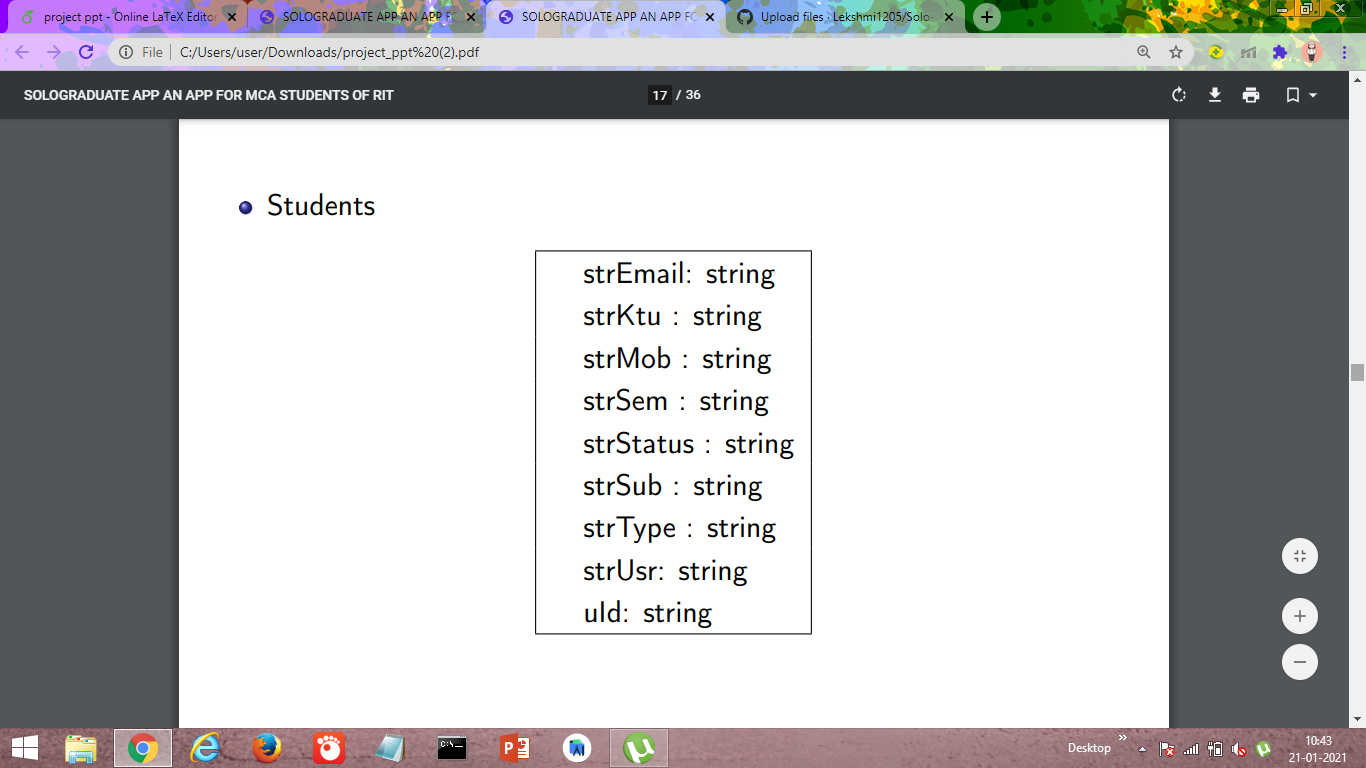 project ppt - Online LaTeX Editor
SOLOGRADUATE APP AN APP FO
SOLOGRADUATE APP AN APP FO
Upload files · Lekshmi1205/Solo
File | C:/Users/user/Downloads/project_ppt%20(2).pdf
SOLOGRADUATE APP AN APP FOR MCA STUDENTS OF RIT
17 / 36
Students
strEmail: string
strKtu : string
strMob : string
strSem : string
strStatus : string
strSub : string
strType : string
strUsr: string
uId: string
Desktop
10:43
21-01-2021